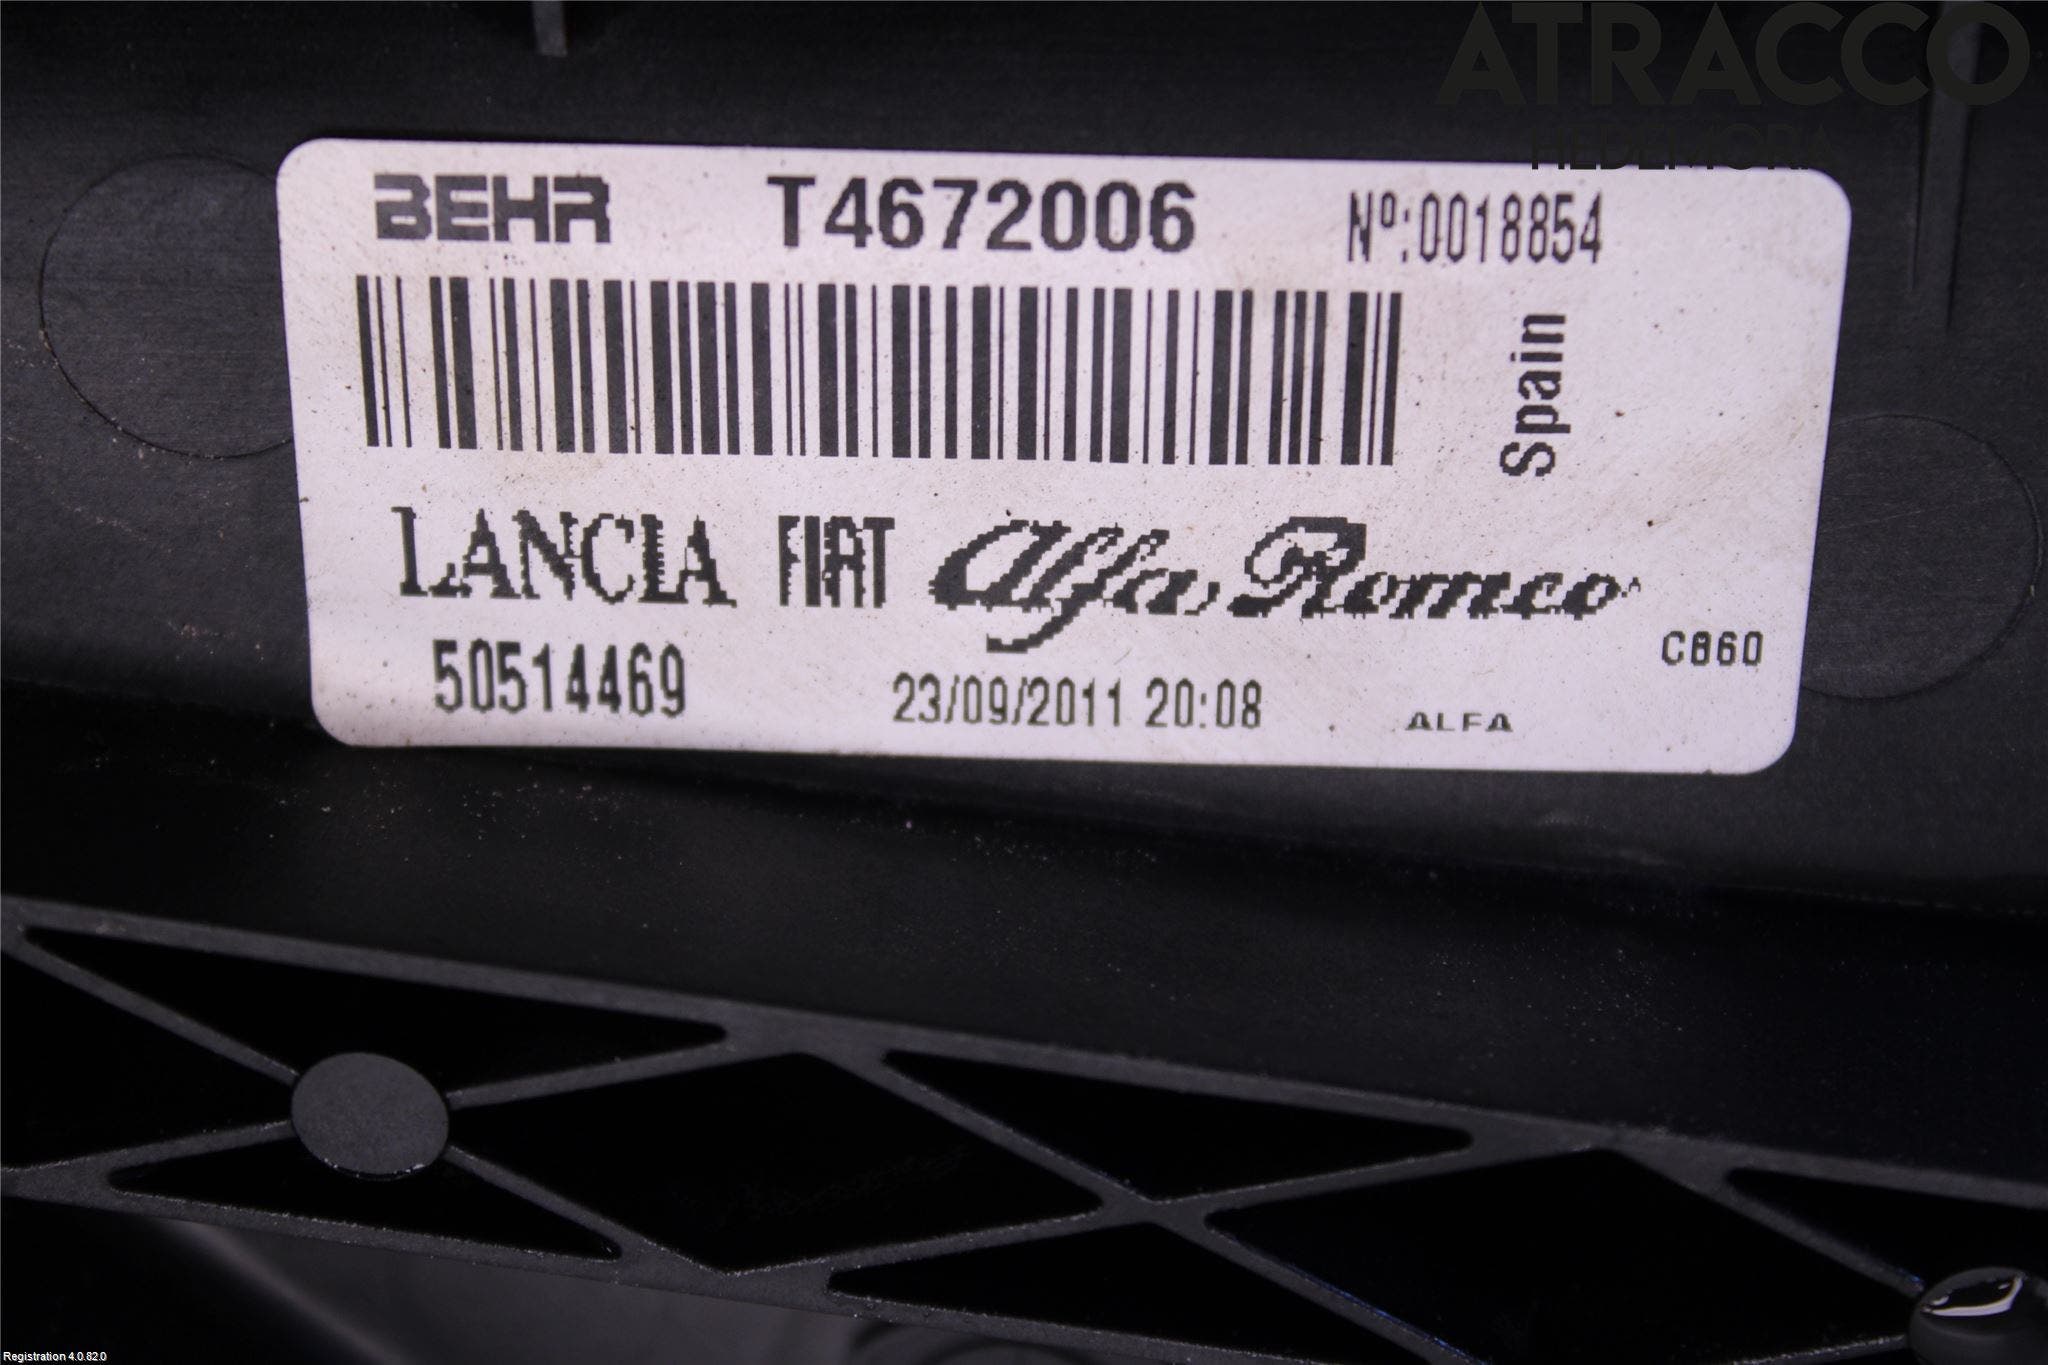 ATRACCO
HEDEMORA
BEHR T4672006 Nº:0018854
Spain
LANCIA FIAT Alfa Romeo
C860
50514469 23/09/2011 20:08 ALFA
Registration 4.0.82.0